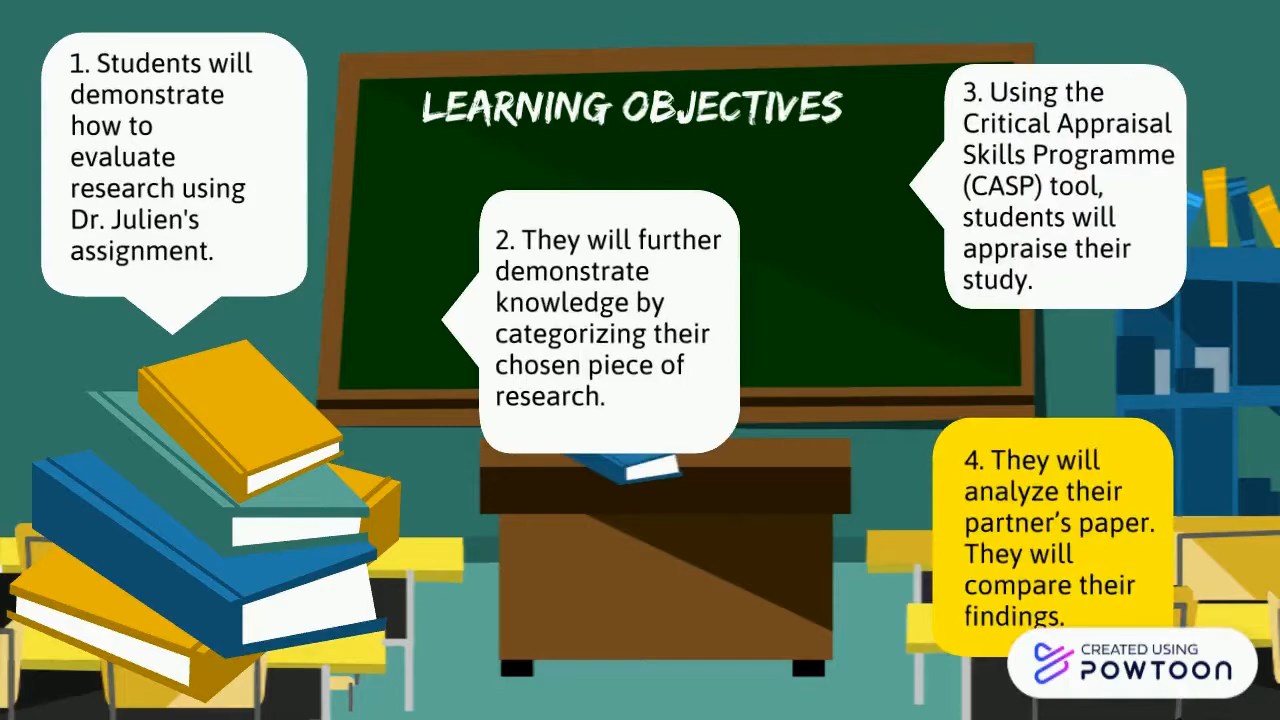 LEARNING OBJECTIVES
1. Students will
demonstrate
how to
evaluate
research using
Dr. Julien's
assignment.
2. They will further
demonstrate
knowledge by
categorizing their
chosen piece of
research.
3. Using the
Critical Appraisal
Skills Programme
(CASP) tool,
students will
appraise their
study.
4. They will
analyze their
partner’s paper.
They will
compare their
findings.
CREATED USING
POWTOON